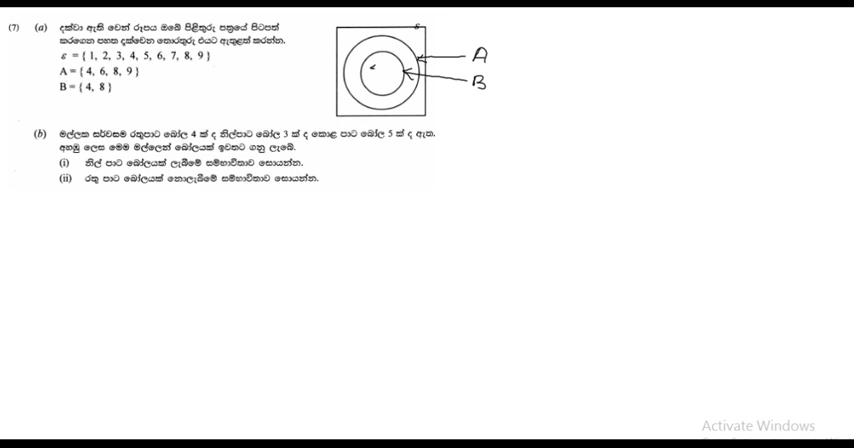 (7) (a) දක්වා ඇති වෙන් රූපය ඔබේ පිළිතුරු පත්‍රයේ පිටපත්
කරගෙන පහත දැක්වෙන තොරතුරු එයට ඇතුළත් කරන්න.
ε = { 1, 2, 3, 4, 5, 6, 7, 8, 9 }
A = { 4, 6, 8, 9 }
B = { 4, 8 }
ε
A
B
(b) මල්ලක සර්වසම රතුපාට බෝල 4 ක් ද නිල්පාට බෝල 3 ක් ද කොළ පාට බෝල 5 ක් ද ඇත.
අහඹු ලෙස මෙම මල්ලෙන් බෝලයක් ඉවතට ගනු ලැබේ.
(i) නිල් පාට බෝලයක් ලැබීමේ සම්භාවිතාව සොයන්න.
(ii) රතු පාට බෝලයක් නොලැබීමේ සම්භාවිතාව සොයන්න.
Activate Windows